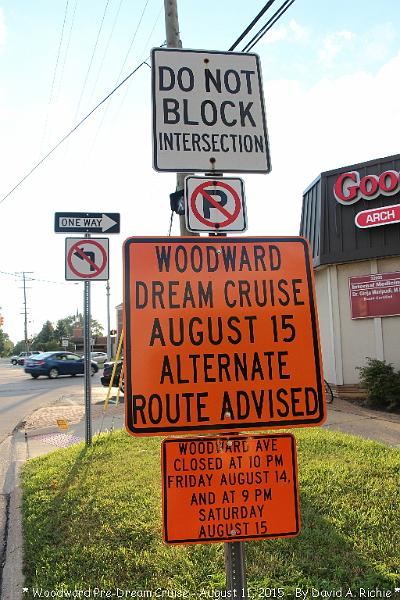 DO NOT
BLOCK
INTERSECTION
P
ONE WAY
WOODWARD
DREAM CRUISE
AUGUST 15
ALTERNATE
ROUTE ADVISED
WOODWARD AVE
CLOSED AT 10 PM
FRIDAY AUGUST 14,
AND AT 9 PM
SATURDAY
AUGUST 15
Goo
ARCH
Internal Medicine
* Woodward Pre-Dream Cruise - August 11, 2015 - By David A. Richie *